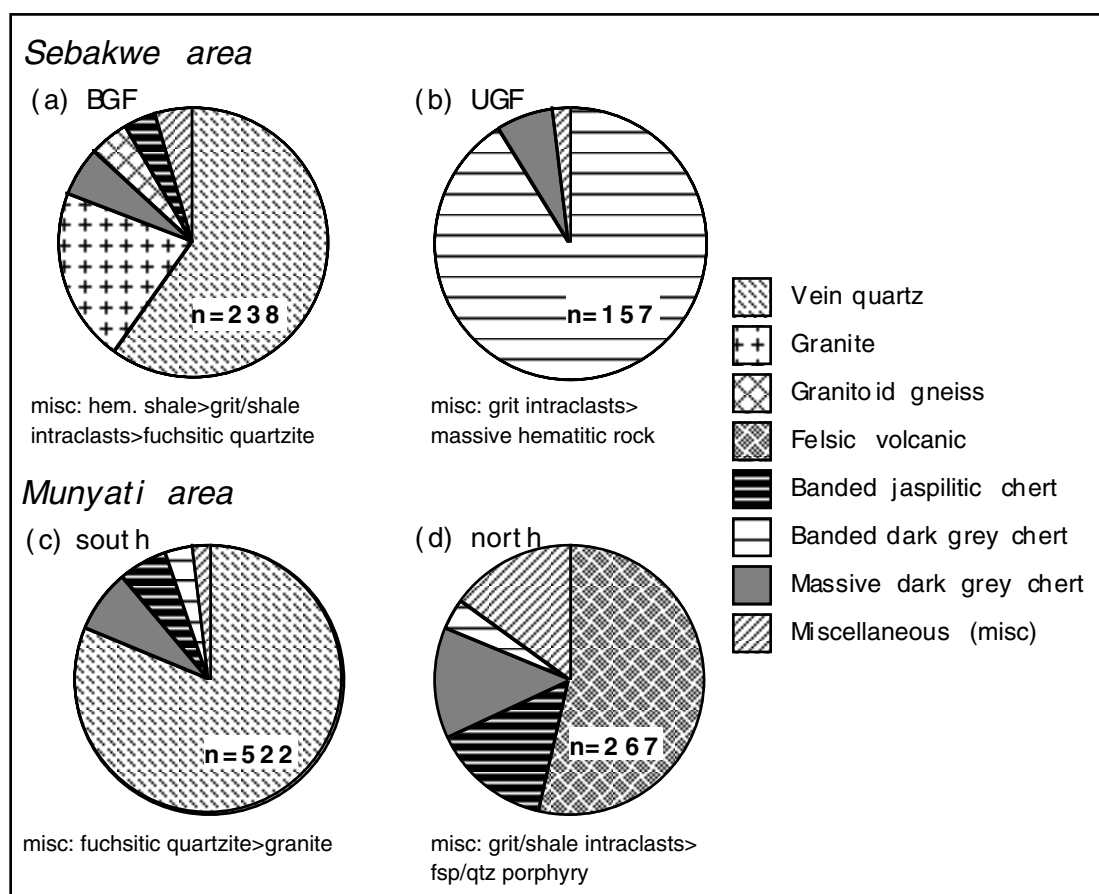 Sebakwe area
(a) BGF
(b) UGF
n=238
n=157
misc: hem. shale>grit/shale
intraclasts>fuchsitic quartzite
misc: grit intraclasts>
massive hematitic rock
Munyati area
(c) south
(d) north
n=522
n=267
misc: fuchsitic quartzite>granite
misc: grit/shale intraclasts>
fsp/qtz porphyry
Vein quartz
Granite
Granitoid gneiss
Felsic volcanic
Banded jaspilitic chert
Banded dark grey chert
Massive dark grey chert
Miscellaneous (misc)